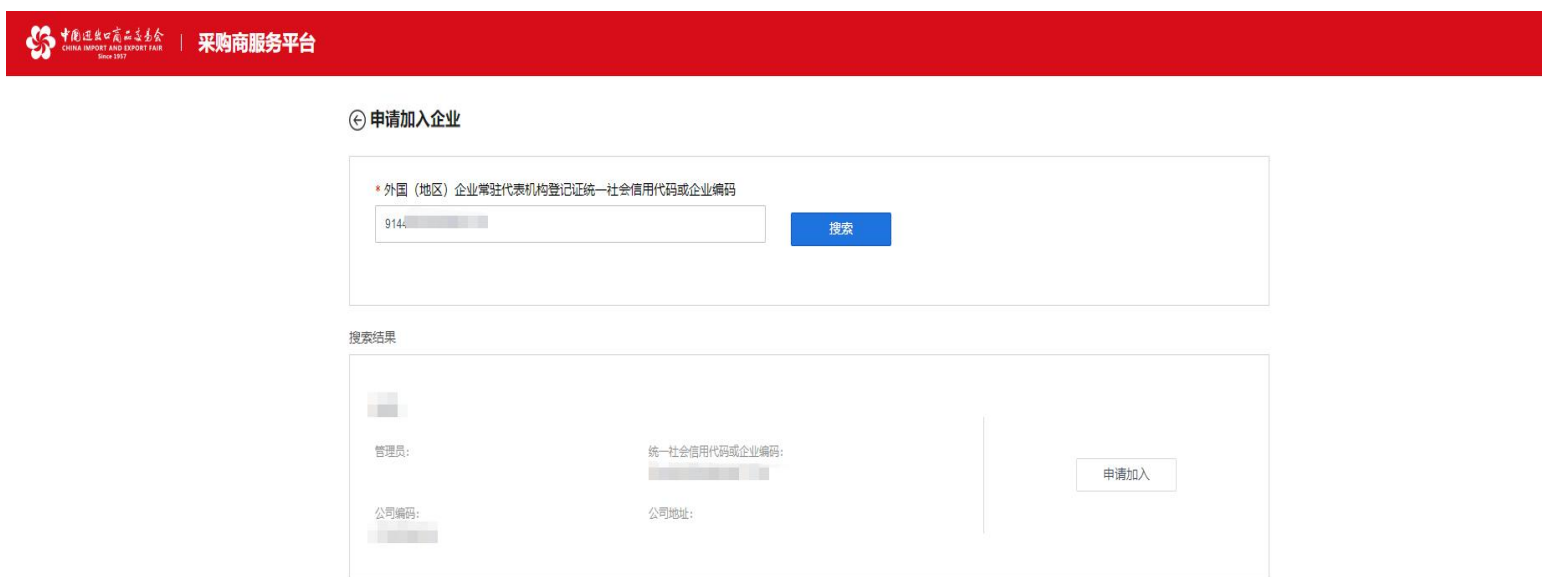 中国进出口商品交易会
CHINA IMPORT AND EXPORT FAIR
Since 1957
采购商服务平台
申请加入企业
* 外国（地区）企业常驻代表机构登记证统一社会信用代码或企业编码
914
搜索
搜索结果
管理员：
统一社会信用代码或企业编码：
申请加入
公司编码：
公司地址：